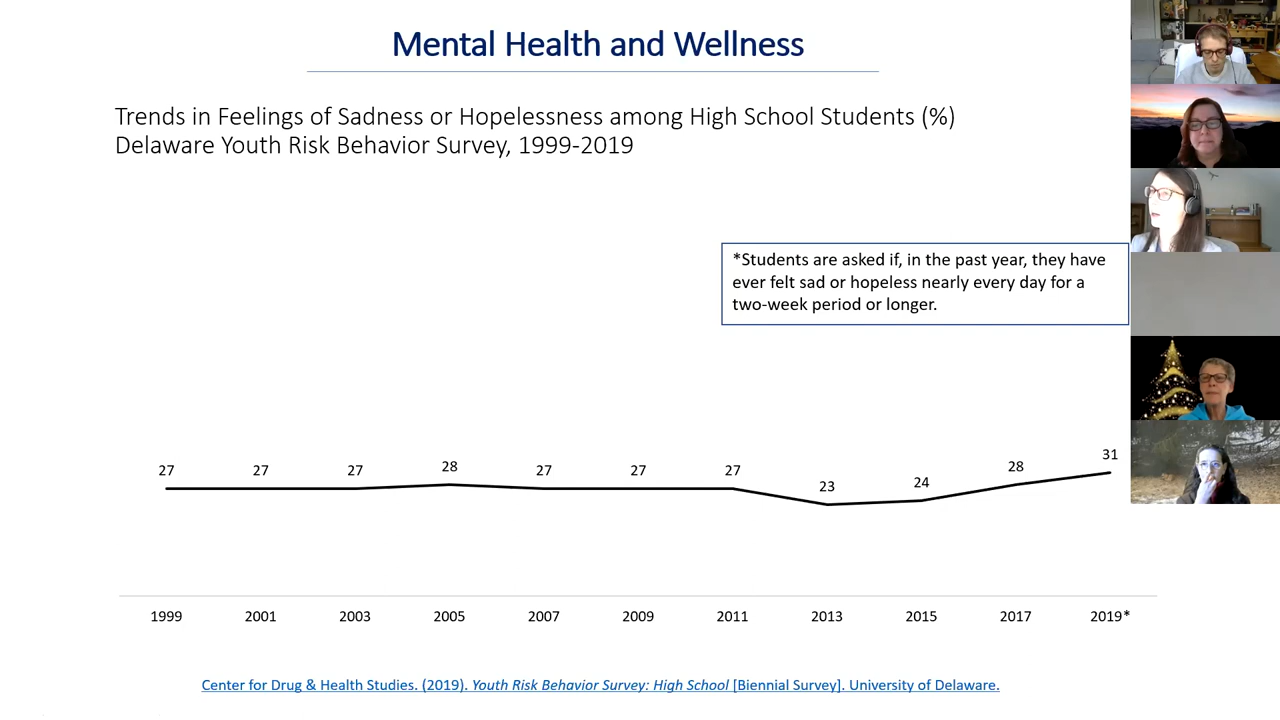 Mental Health and Wellness
Trends in Feelings of Sadness or Hopelessness among High School Students (%)
Delaware Youth Risk Behavior Survey, 1999-2019
*Students are asked if, in the past year, they have
ever felt sad or hopeless nearly every day for a
two-week period or longer.
27 27 27 28 27 27 27 23 24 28 31
1999 2001 2003 2005 2007 2009 2011 2013 2015 2017 2019*
Center for Drug & Health Studies. (2019). Youth Risk Behavior Survey: High School [Biennial Survey]. University of Delaware.